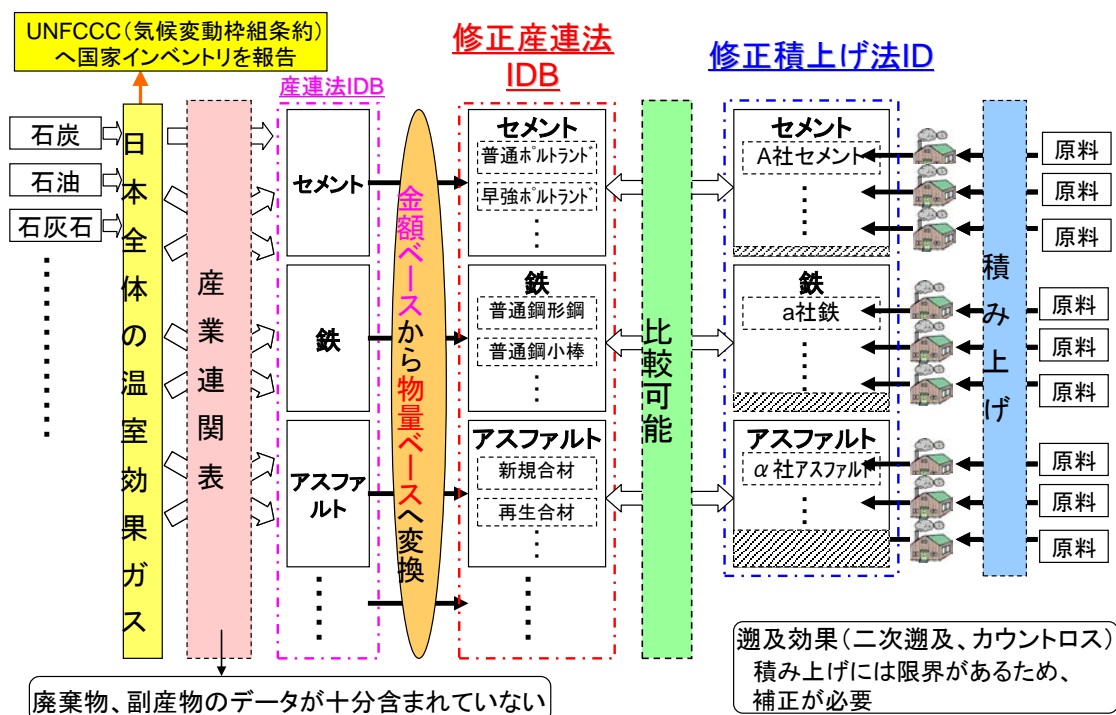 UNFCCC(気候変動枠組条約)
へ国家インベントリを報告
修正産連法
IDB
修正積上げ法ID
産連法IDB
石炭
石油
石灰石
日本全体の温室効果ガス
産業連関表
セメント
鉄
アスファ
ルト
金額ベースから物量ベースへ変換
セメント
普通ポルトランド
早強ポルトランド
鉄
普通鋼形鋼
普通鋼小棒
アスファルト
新規合材
再生合材
比較可能
セメント
A社セメント
鉄
a社鉄
アスファルト
α社アスファルト
積み上げ
原料
原料
原料
原料
原料
原料
原料
原料
原料
廃棄物、副産物のデータが十分含まれていない
遡及効果(二次遡及、カウントロス)
積み上げには限界があるため、
補正が必要